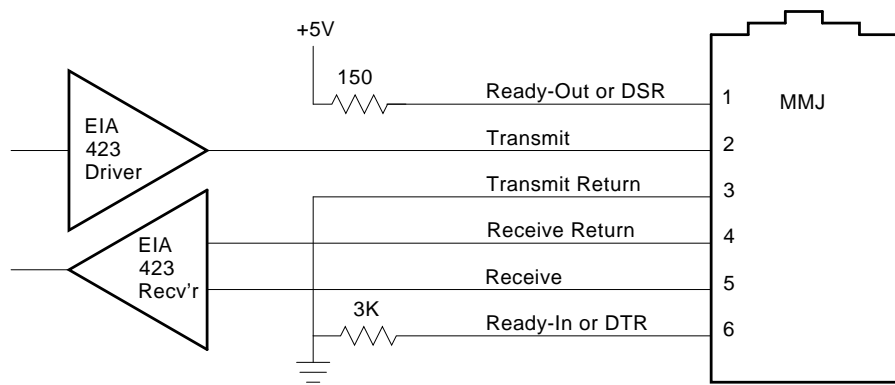 +5V
150
Ready-Out or DSR
1
MMJ
EIA
423
Driver
Transmit
2
Transmit Return
3
EIA
423
Recv'r
Receive Return
4
Receive
5
3K
Ready-In or DTR
6